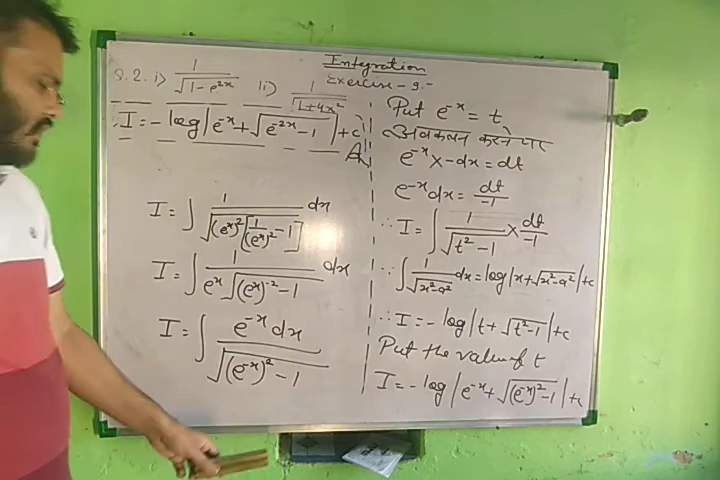 Integration
Exercise - 9.-
Q.2. i) 1/√(1-e^2x) ii) 1/√(1+4x²)
I = -log|e^-x + √(e^-2x - 1)| + c
A
I = ∫ 1/√((e^x)²[1/(e^x)² - 1]) dx
I = ∫ 1/(e^x √((e^x)^-2 - 1)) dx
I = ∫ e^-x dx/√((e^-x)² - 1)
Put e^-x = t
अवकलन करने पर
e^-x × -dx = dt
e^-x dx = dt/-1
∴ I = ∫ 1/√(t² - 1) × dt/-1
∵ ∫ 1/√(x² - a²) dx = log|x + √(x² - a²)| + c
∴ I = -log|t + √(t² - 1)| + c
Put the value of t
I = -log|e^-x + √((e^-x)² - 1)| + c